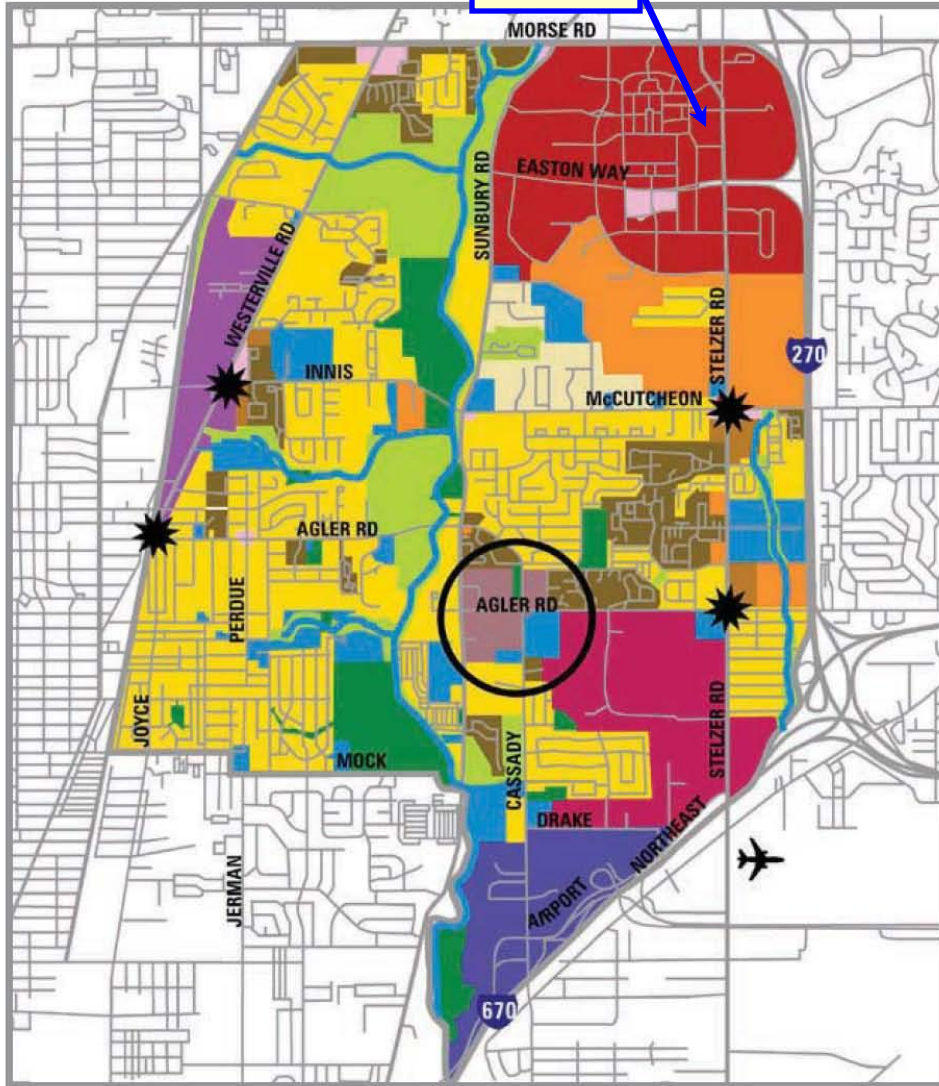 MORSE RD
SUNBURY RD
EASTON WAY
WESTERVILLE RD
STELZER RD
270
INNIS
McCUTCHEON
AGLER RD
AGLER RD
PERDUE
JOYCE
STELZER RD
MOCK
CASSADY
DRAKE
NORTHEAST
JERMAN
AIRPORT
670